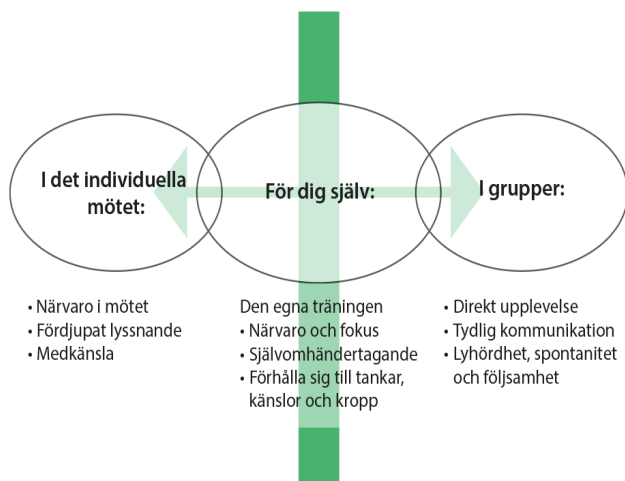 I det individuella
mötet:
• Närvaro i mötet
• Fördjupat lyssnande
• Medkänsla
För dig själv:
Den egna träningen
• Närvaro och fokus
• Självomhändertagande
• Förhålla sig till tankar,
känslor och kropp
I grupper:
• Direkt upplevelse
• Tydlig kommunikation
• Lyhördhet, spontanitet
och följsamhet